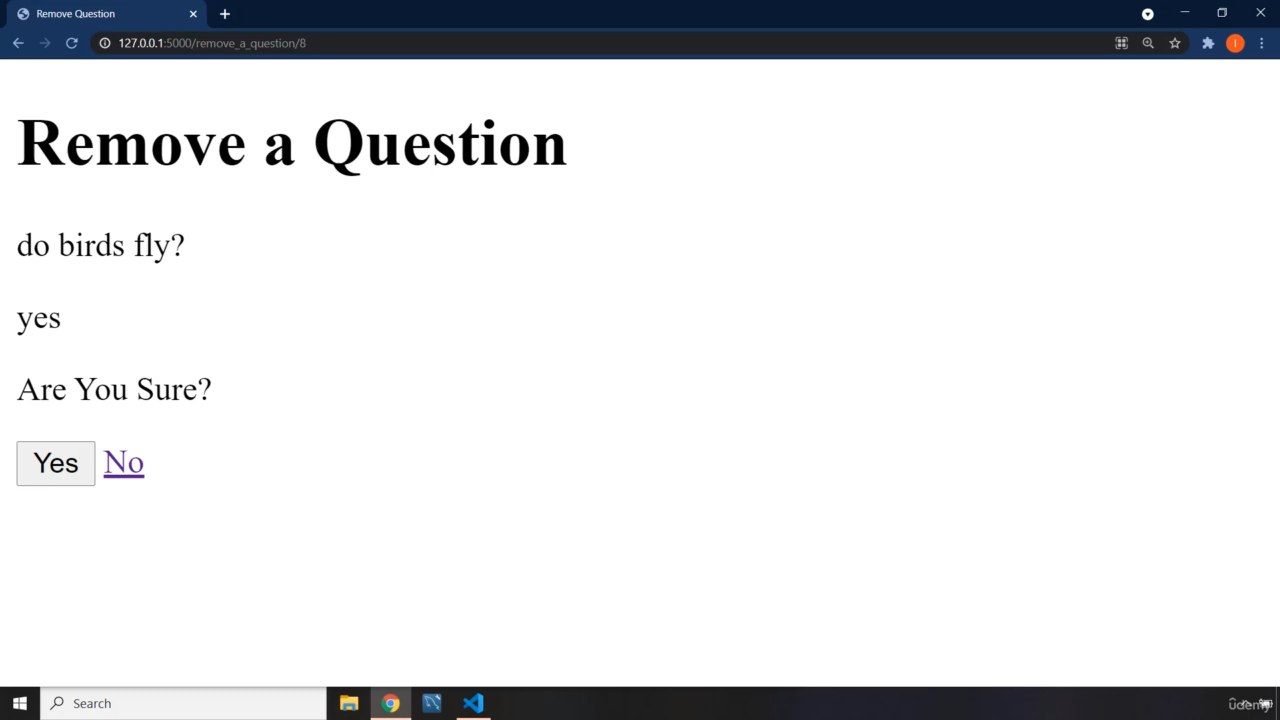 Remove Question
127.0.0.1:5000/remove_a_question/8
Remove a Question
do birds fly?
yes
Are You Sure?
Yes No
Search
udemy